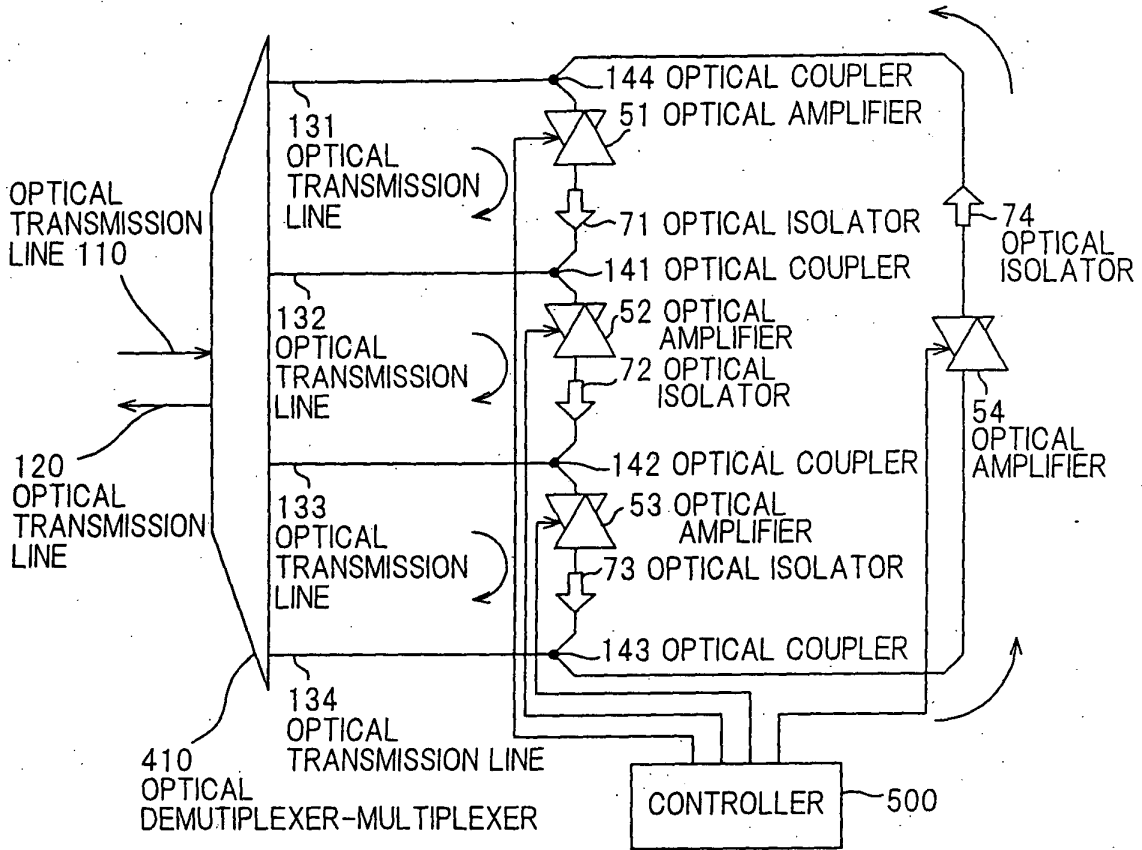 144 OPTICAL COUPLER
51 OPTICAL AMPLIFIER
131
OPTICAL
TRANSMISSION
LINE
OPTICAL
TRANSMISSION
LINE 110
71 OPTICAL ISOLATOR
74
OPTICAL
ISOLATOR
141 OPTICAL COUPLER
132
OPTICAL
TRANSMISSION
LINE
52 OPTICAL
AMPLIFIER
72 OPTICAL
ISOLATOR
54
OPTICAL
AMPLIFIER
120
OPTICAL
TRANSMISSION
LINE
142 OPTICAL COUPLER
133
OPTICAL
TRANSMISSION
LINE
53 OPTICAL
AMPLIFIER
73 OPTICAL ISOLATOR
143 OPTICAL COUPLER
134
OPTICAL
TRANSMISSION LINE
410
OPTICAL
DEMUTIPLEXER-MULTIPLEXER
CONTROLLER
500